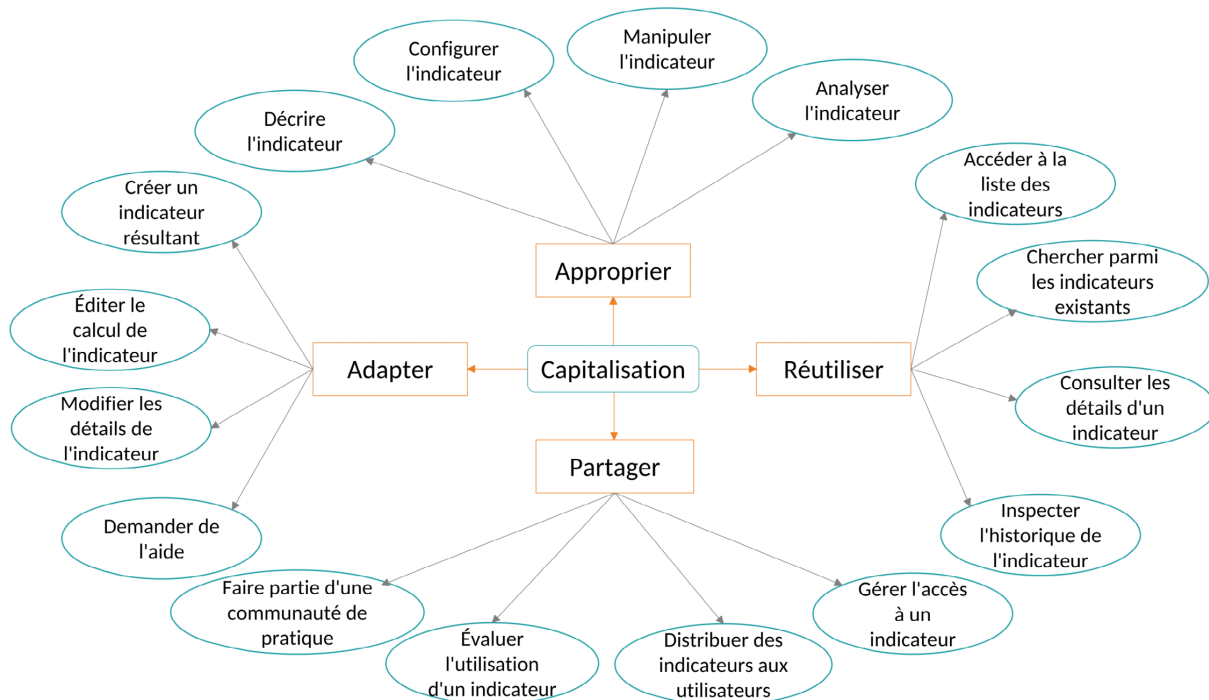 Configurer
l'indicateur
Manipuler
l'indicateur
Analyser
l'indicateur
Décrire
l'indicateur
Créer un
indicateur
résultant
Éditer le
calcul de
l'indicateur
Modifier les
détails de
l'indicateur
Demander de
l'aide
Approprier
Adapter
Capitalisation
Réutiliser
Partager
Accéder à la
liste des
indicateurs
Chercher parmi
les indicateurs
existants
Consulter les
détails d'un
indicateur
Inspecter
l'historique de
l'indicateur
Faire partie d'une
communauté de
pratique
Évaluer
l'utilisation
d'un indicateur
Distribuer des
indicateurs aux
utilisateurs
Gérer l'accès
à un
indicateur